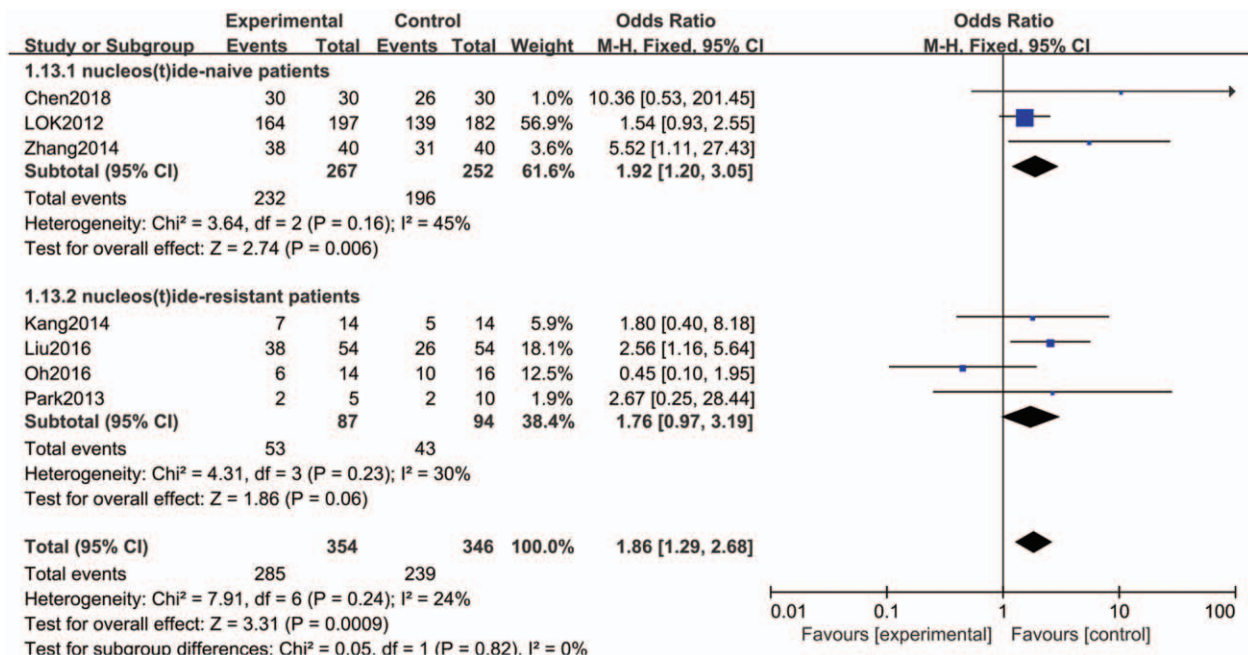 Experimental Control Odds Ratio Odds Ratio
Study or Subgroup Events Total Events Total Weight M-H, Fixed, 95% CI M-H, Fixed, 95% CI
1.13.1 nucleos(t)ide-naive patients
Chen2018 30 30 26 30 1.0% 10.36 [0.53, 201.45]
LOK2012 164 197 139 182 56.9% 1.54 [0.93, 2.55]
Zhang2014 38 40 31 40 3.6% 5.52 [1.11, 27.43]
Subtotal (95% CI) 267 252 61.6% 1.92 [1.20, 3.05]
Total events 232 196
Heterogeneity: Chi² = 3.64, df = 2 (P = 0.16); I² = 45%
Test for overall effect: Z = 2.74 (P = 0.006)
1.13.2 nucleos(t)ide-resistant patients
Kang2014 7 14 5 14 5.9% 1.80 [0.40, 8.18]
Liu2016 38 54 26 54 18.1% 2.56 [1.16, 5.64]
Oh2016 6 14 10 16 12.5% 0.45 [0.10, 1.95]
Park2013 2 5 2 10 1.9% 2.67 [0.25, 28.44]
Subtotal (95% CI) 87 94 38.4% 1.76 [0.97, 3.19]
Total events 53 43
Heterogeneity: Chi² = 4.31, df = 3 (P = 0.23); I² = 30%
Test for overall effect: Z = 1.86 (P = 0.06)
Total (95% CI) 354 346 100.0% 1.86 [1.29, 2.68]
Total events 285 239
Heterogeneity: Chi² = 7.91, df = 6 (P = 0.24); I² = 24%
Test for overall effect: Z = 3.31 (P = 0.0009)
Test for subgroup differences: Chi² = 0.05, df = 1 (P = 0.82), I² = 0%
0.01 0.1 1 10 100
Favours [experimental] Favours [control]